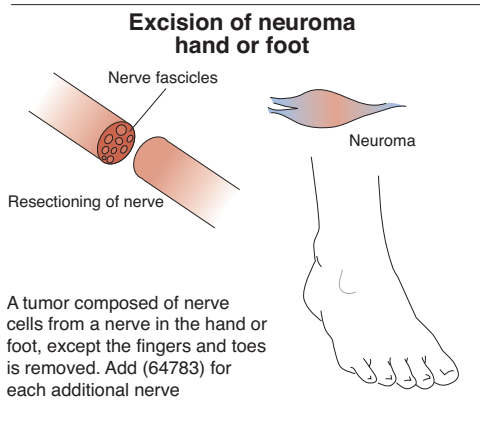 Excision of neuroma
hand or foot
Nerve fascicles
Neuroma
Resectioning of nerve
A tumor composed of nerve
cells from a nerve in the hand or
foot, except the fingers and toes
is removed. Add (64783) for
each additional nerve